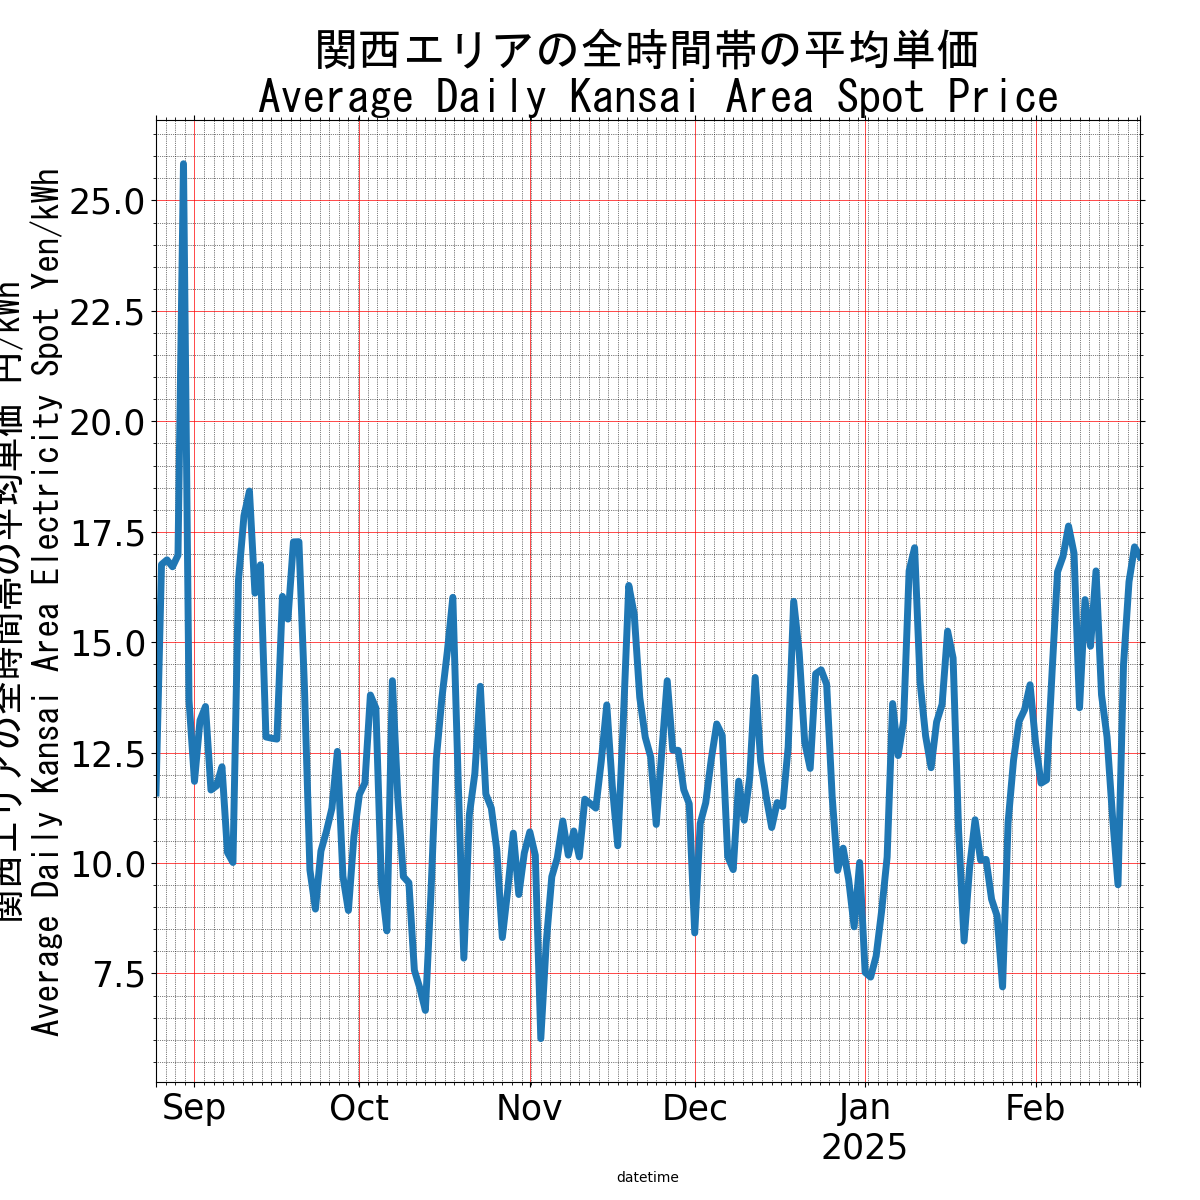 関西エリアの全時間帯の平均単価
Average Daily Kansai Area Spot Price
関西エリアの全時間帯の平均単価 円/kWh
Average Daily Kansai Area Electricity Spot Yen/kWh
25.0
22.5
20.0
17.5
15.0
12.5
10.0
7.5
Sep Oct Nov Dec Jan Feb
2025
datetime